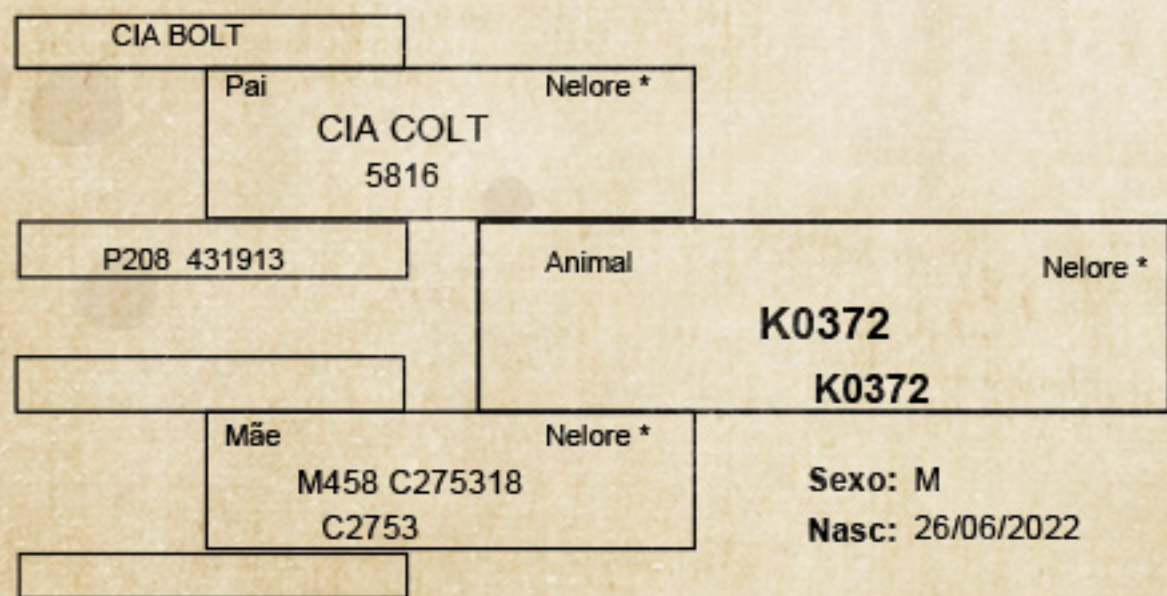 CIA BOLT
Pai Nelore *
CIA COLT
5816
P208 431913
Animal Nelore *
K0372
K0372
Mãe Nelore *
M458 C275318
C2753
Sexo: M
Nasc: 26/06/2022